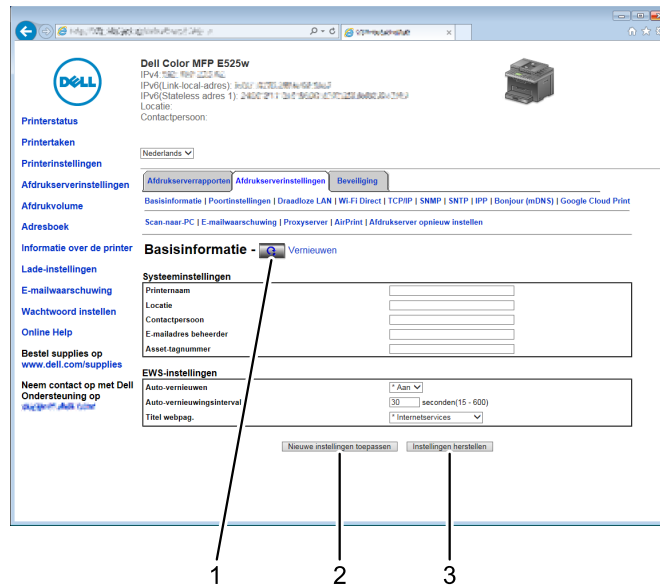 DELL
Dell Color MFP E525w
IPv4:
IPv6(Link-local-adres):
IPv6(Stateless adres 1):
Locatie:
Contactpersoon:
Printerstatus
Printertaken
Printerinstellingen
Afdrukserverinstellingen
Afdrukvolume
Adresboek
Informatie over de printer
Lade-instellingen
E-mailwaarschuwing
Wachtwoord instellen
Online Help
Bestel supplies op
www.dell.com/supplies
Neem contact op met Dell
Ondersteuning op
Nederlands
Afdrukserverrapporten Afdrukserverinstellingen Beveiliging
Basisinformatie | Poortinstellingen | Draadloze LAN | Wi-Fi Direct | TCP/IP | SNMP | SNTP | IPP | Bonjour (mDNS) | Google Cloud Print
Scan-naar-PC | E-mailwaarschuwing | Proxyserver | AirPrint | Afdrukserver opnieuw instellen
Basisinformatie - Vernieuwen
Systeeminstellingen
Printernaam
Locatie
Contactpersoon
E-mailadres beheerder
Asset-tagnummer
EWS-instellingen
Auto-vernieuwen * Aan
Auto-vernieuwingsinterval 30 seconden(15 - 600)
Titel webpag. * Internetservices
Nieuwe instellingen toepassen Instellingen herstellen
1 2 3